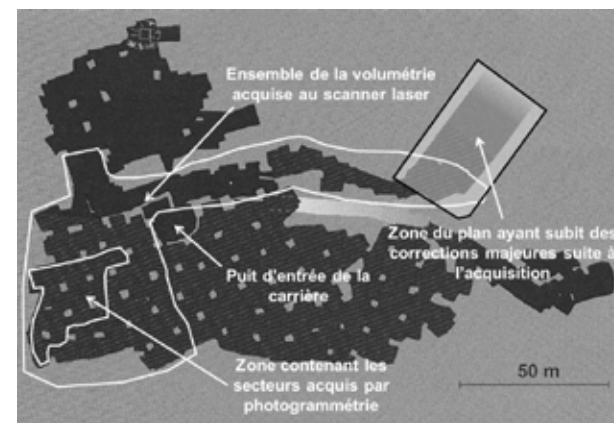 Ensemble de la volumétrie
acquise au scanner laser
Zone du plan ayant subit des
corrections majeures suite à
l'acquisition
Puit d'entrée de la
carrière
Zone contenant les
secteurs acquis par
photogrammétrie
50 m